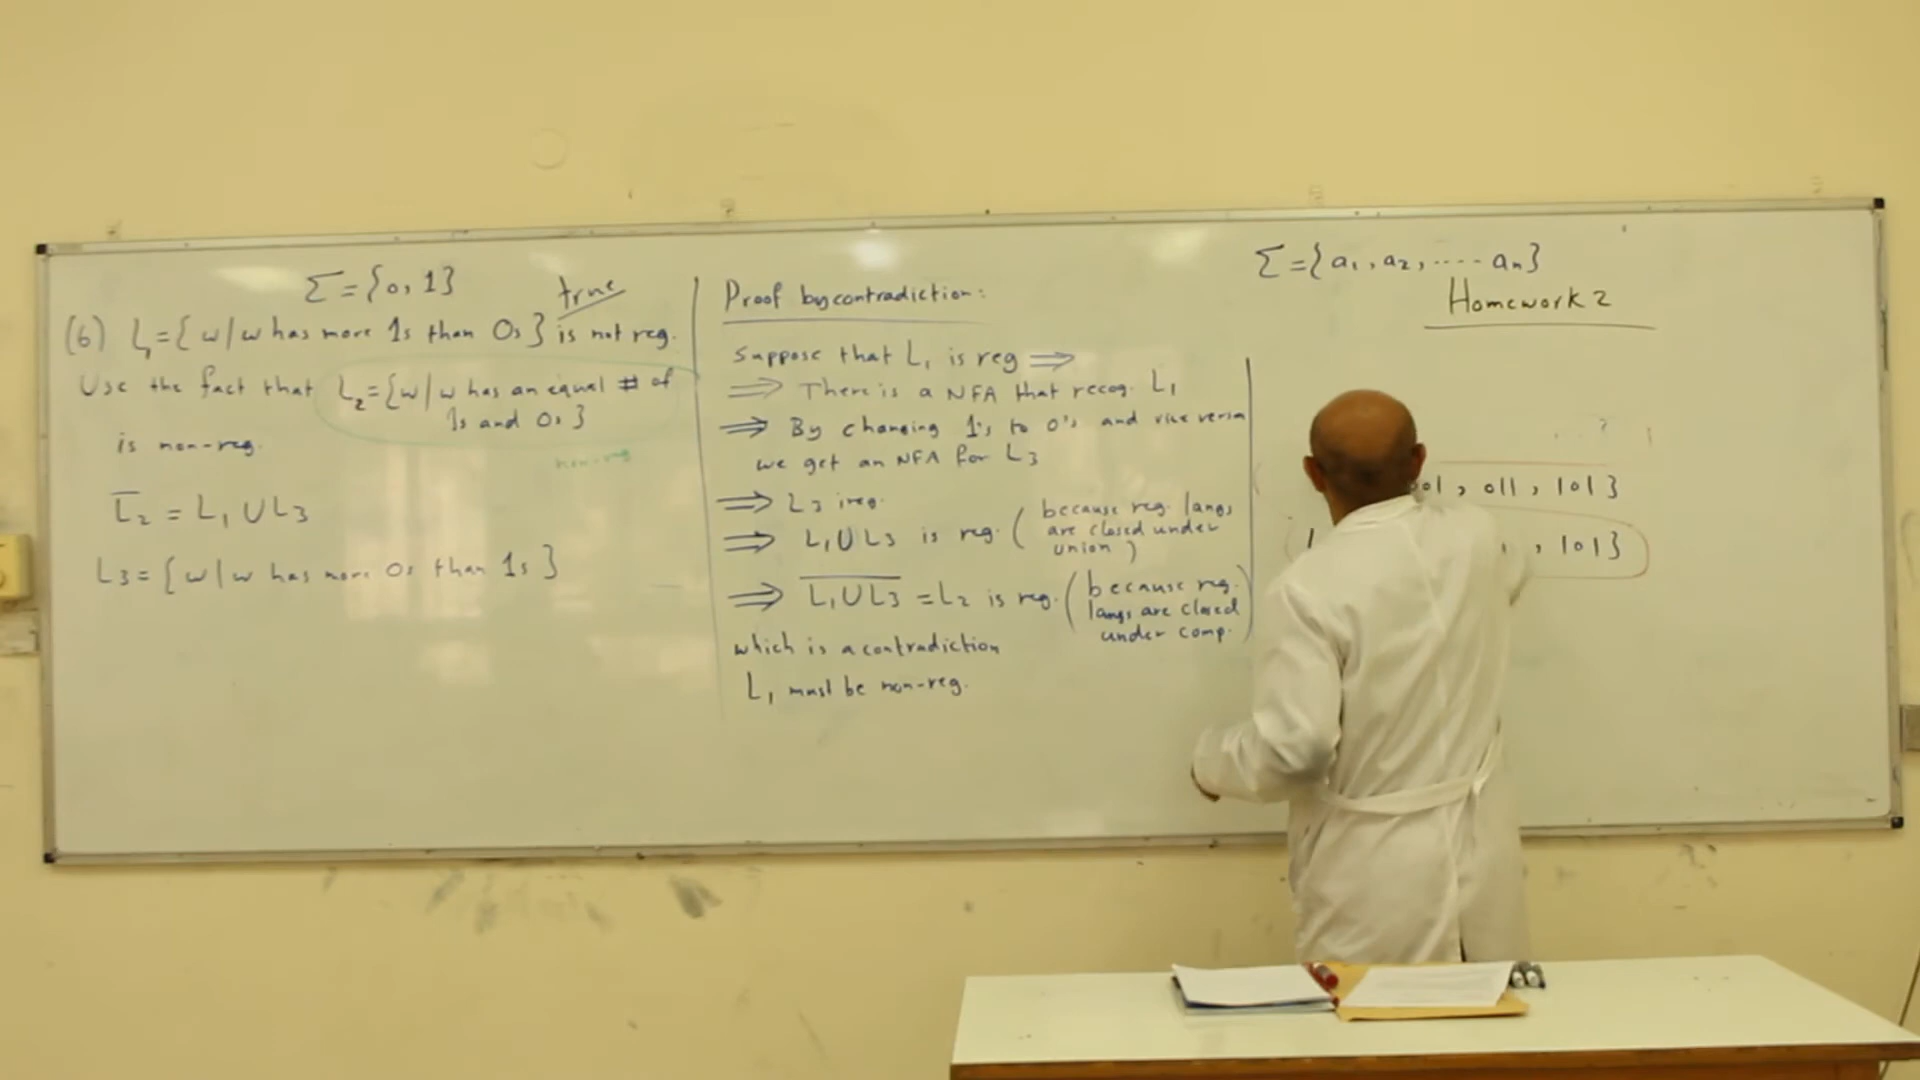 Σ = {0, 1}
true
(6) L₁ = { w / w has more 1s than 0s } is not reg.
Use the fact that L₂ = { w / w has an equal # of
1s and 0s }
is non-reg.
non-reg
L̅₂ = L₁ ∪ L₃
L₃ = { w / w has more 0s than 1s }
Proof by contradiction:
suppose that L₁ is reg ⟹
⟹ There is a NFA that recog. L₁
⟹ By changing 1's to 0's and vice versa
we get an NFA for L₃
⟹ L₃ is reg.
⟹ L₁ ∪ L₃ is reg. ( because reg. langs
are closed under
union )
⟹ \overline{L₁ ∪ L₃} = L₂ is reg. ( because reg.
langs are closed
under comp. )
which is a contradiction
L₁ must be non-reg.
Σ = { a₁, a₂, ..... aₙ }
Homework 2
001, 011, 101 }
, 101 }